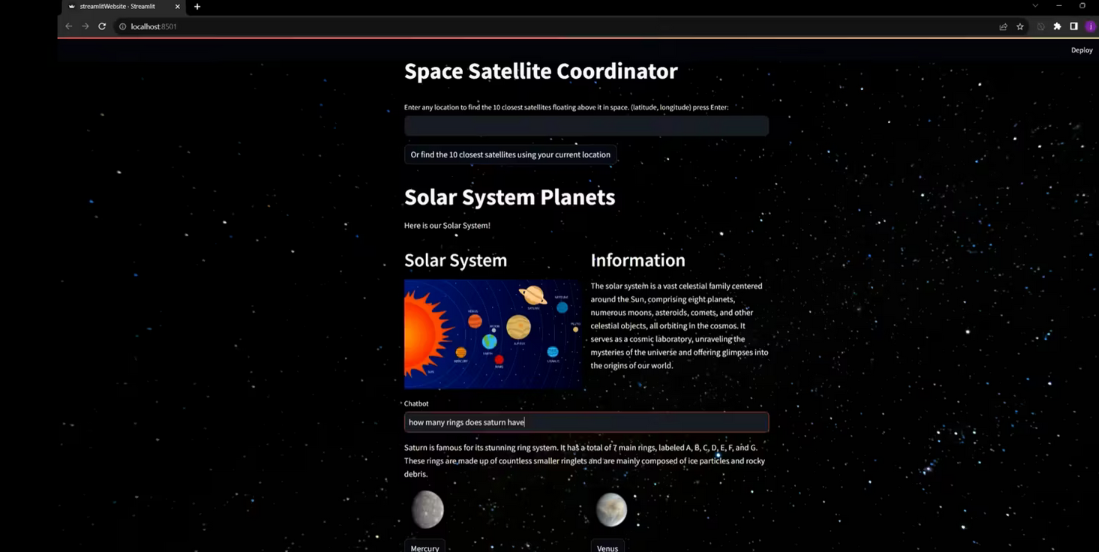 streamlitWebsite · Streamlit
localhost:8501
Deploy
Space Satellite Coordinator
Enter any location to find the 10 closest satellites floating above it in space. (latitude, longitude) press Enter:
Or find the 10 closest satellites using your current location
Solar System Planets
Here is our Solar System!
Solar System
Information
The solar system is a vast celestial family centered
around the Sun, comprising eight planets,
numerous moons, asteroids, comets, and other
celestial objects, all orbiting in the cosmos. It
serves as a cosmic laboratory, unraveling the
mysteries of the universe and offering glimpses into
the origins of our world.
Chatbot
how many rings does saturn have
Saturn is famous for its stunning ring system. It has a total of 7 main rings, labeled A, B, C, D, E, F, and G.
These rings are made up of countless smaller ringlets and are mainly composed of ice particles and rocky
debris.
Mercury
Venus